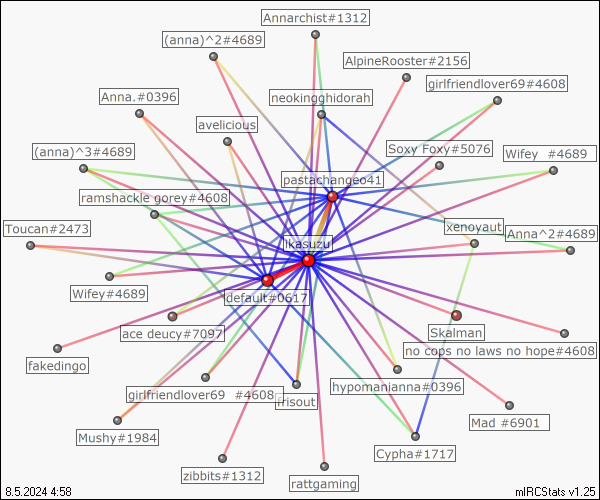 Annarchist#1312
(anna)^2#4689
AlpineRooster#2156
girlfriendlover69#4608
Anna.#0396
neokingghidorah
avelicious
(anna)^3#4689
Soxy Foxy#5076
Wifey  #4689
pastachangeo41
ramshackle gorey#4608
Toucan#2473
xenoyaut
Anna^2#4689
likasuzu
Wifey#4689
default#0617
ace deucy#7097
Skalman
no cops no laws no hope#4608
fakedingo
hypomanianna#0396
girlfriendlover69  #4608
frisout
Mad #6901
Mushy#1984
Cypha#1717
zibbits#1312
rattgaming
8.5.2024 4:58
mIRCStats v1.25